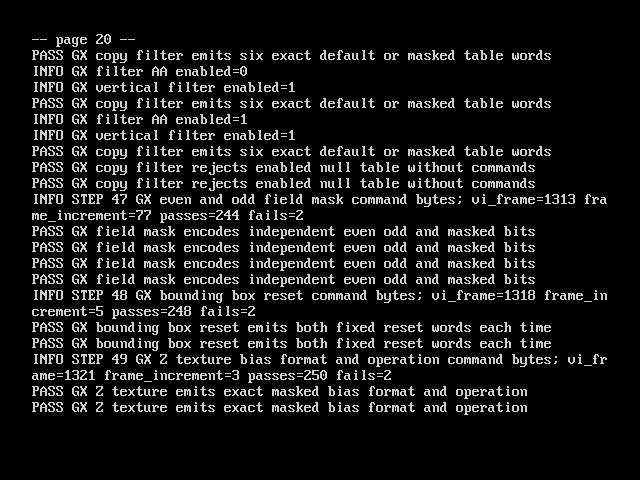 -- page 20 --
PASS GX copy filter emits six exact default or masked table words
INFO GX filter AA enabled=0
INFO GX vertical filter enabled=1
PASS GX copy filter emits six exact default or masked table words
INFO GX filter AA enabled=1
INFO GX vertical filter enabled=1
PASS GX copy filter emits six exact default or masked table words
PASS GX copy filter rejects enabled null table without commands
PASS GX copy filter rejects enabled null table without commands
INFO STEP 47 GX even and odd field mask command bytes; vi_frame=1313 fra
me_increment=77 passes=244 fails=2
PASS GX field mask encodes independent even odd and masked bits
PASS GX field mask encodes independent even odd and masked bits
PASS GX field mask encodes independent even odd and masked bits
PASS GX field mask encodes independent even odd and masked bits
INFO STEP 48 GX bounding box reset command bytes; vi_frame=1318 frame_in
crement=5 passes=248 fails=2
PASS GX bounding box reset emits both fixed reset words each time
PASS GX bounding box reset emits both fixed reset words each time
INFO STEP 49 GX Z texture bias format and operation command bytes; vi_fr
ame=1321 frame_increment=3 passes=250 fails=2
PASS GX Z texture emits exact masked bias format and operation
PASS GX Z texture emits exact masked bias format and operation